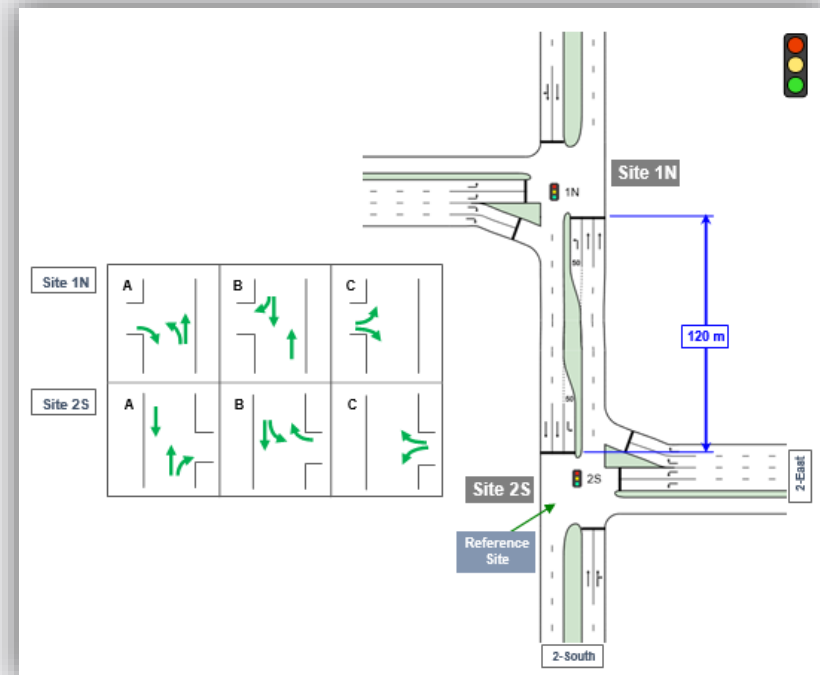 Site 1N
1N
50
120 m
Site 1N
A
B
C
Site 2S
A
B
C
50
Site 2S
2S
2-East
Reference
Site
2-South